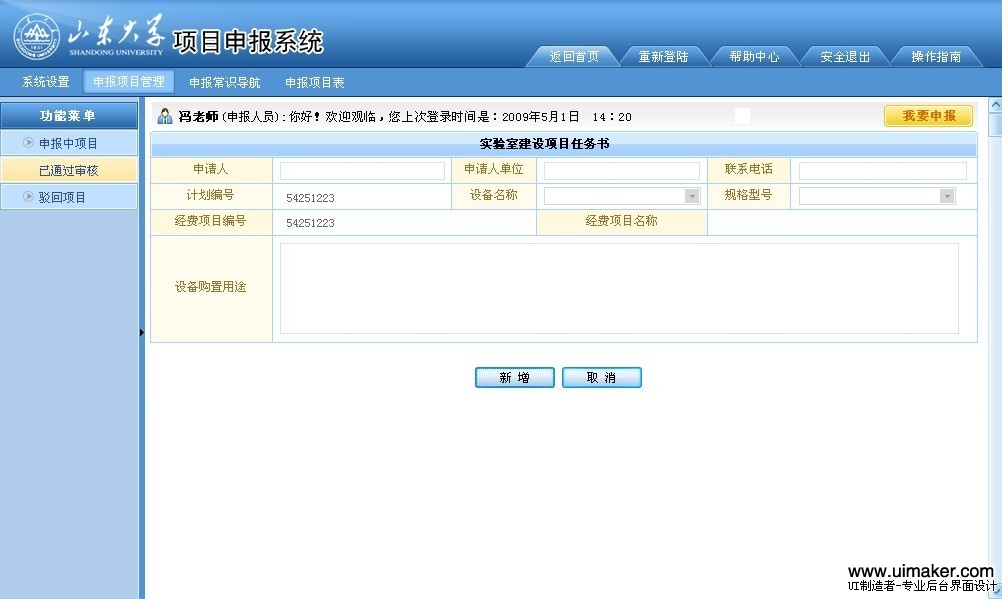 山东大学
SHANDONG UNIVERSITY
项目申报系统
返回首页 重新登陆 帮助中心 安全退出 操作指南
系统设置 申报项目管理 申报常识导航 申报项目表
功能菜单
申报中项目
已通过审核
驳回项目
冯老师(申报人员):你好!欢迎观临,您上次登录时间是:2009年5月1日 14:20
我要申报
实验室建设项目任务书
申请人 申请人单位 联系电话
计划编号 54251223 设备名称 规格型号
经费项目编号 54251223 经费项目名称
设备购置用途
新增 取消
www.uimaker.com
UI制造者-专业后台界面设计